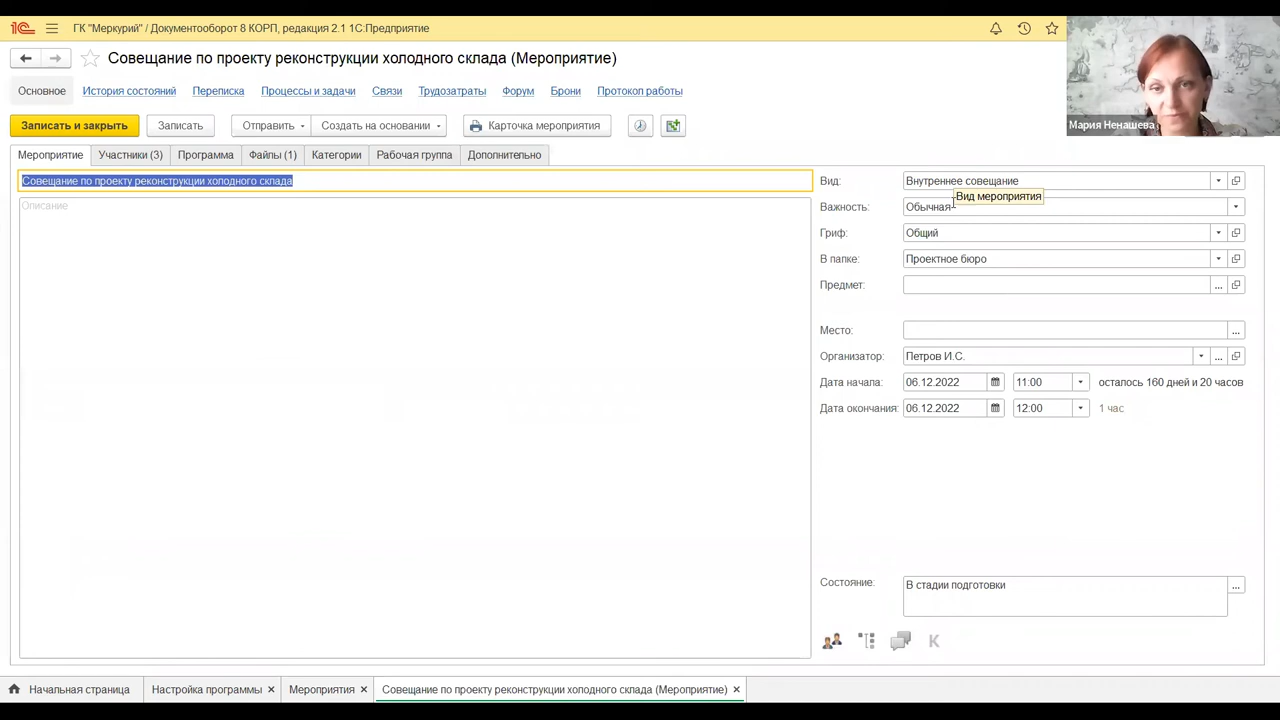 ГК "Меркурий" / Документооборот 8 КОРП, редакция 2.1 1С:Предприятие
Совещание по проекту реконструкции холодного склада (Мероприятие)
Мария Ненашева
Основное История состояний Переписка Процессы и задачи Связи Трудозатраты Форум Брони Протокол работы
Записать и закрыть Записать Отправить Создать на основании Карточка мероприятия
Мероприятие Участники (3) Программа Файлы (1) Категории Рабочая группа Дополнительно
Совещание по проекту реконструкции холодного склада
Описание
Вид: Внутреннее совещание
Вид мероприятия
Важность: Обычная
Гриф: Общий
В папке: Проектное бюро
Предмет:
Место:
Организатор: Петров И.С.
Дата начала: 06.12.2022 11:00 осталось 160 дней и 20 часов
Дата окончания: 06.12.2022 12:00 1 час
Состояние: В стадии подготовки
К
Начальная страница Настройка программы Мероприятия Совещание по проекту реконструкции холодного склада (Мероприятие)